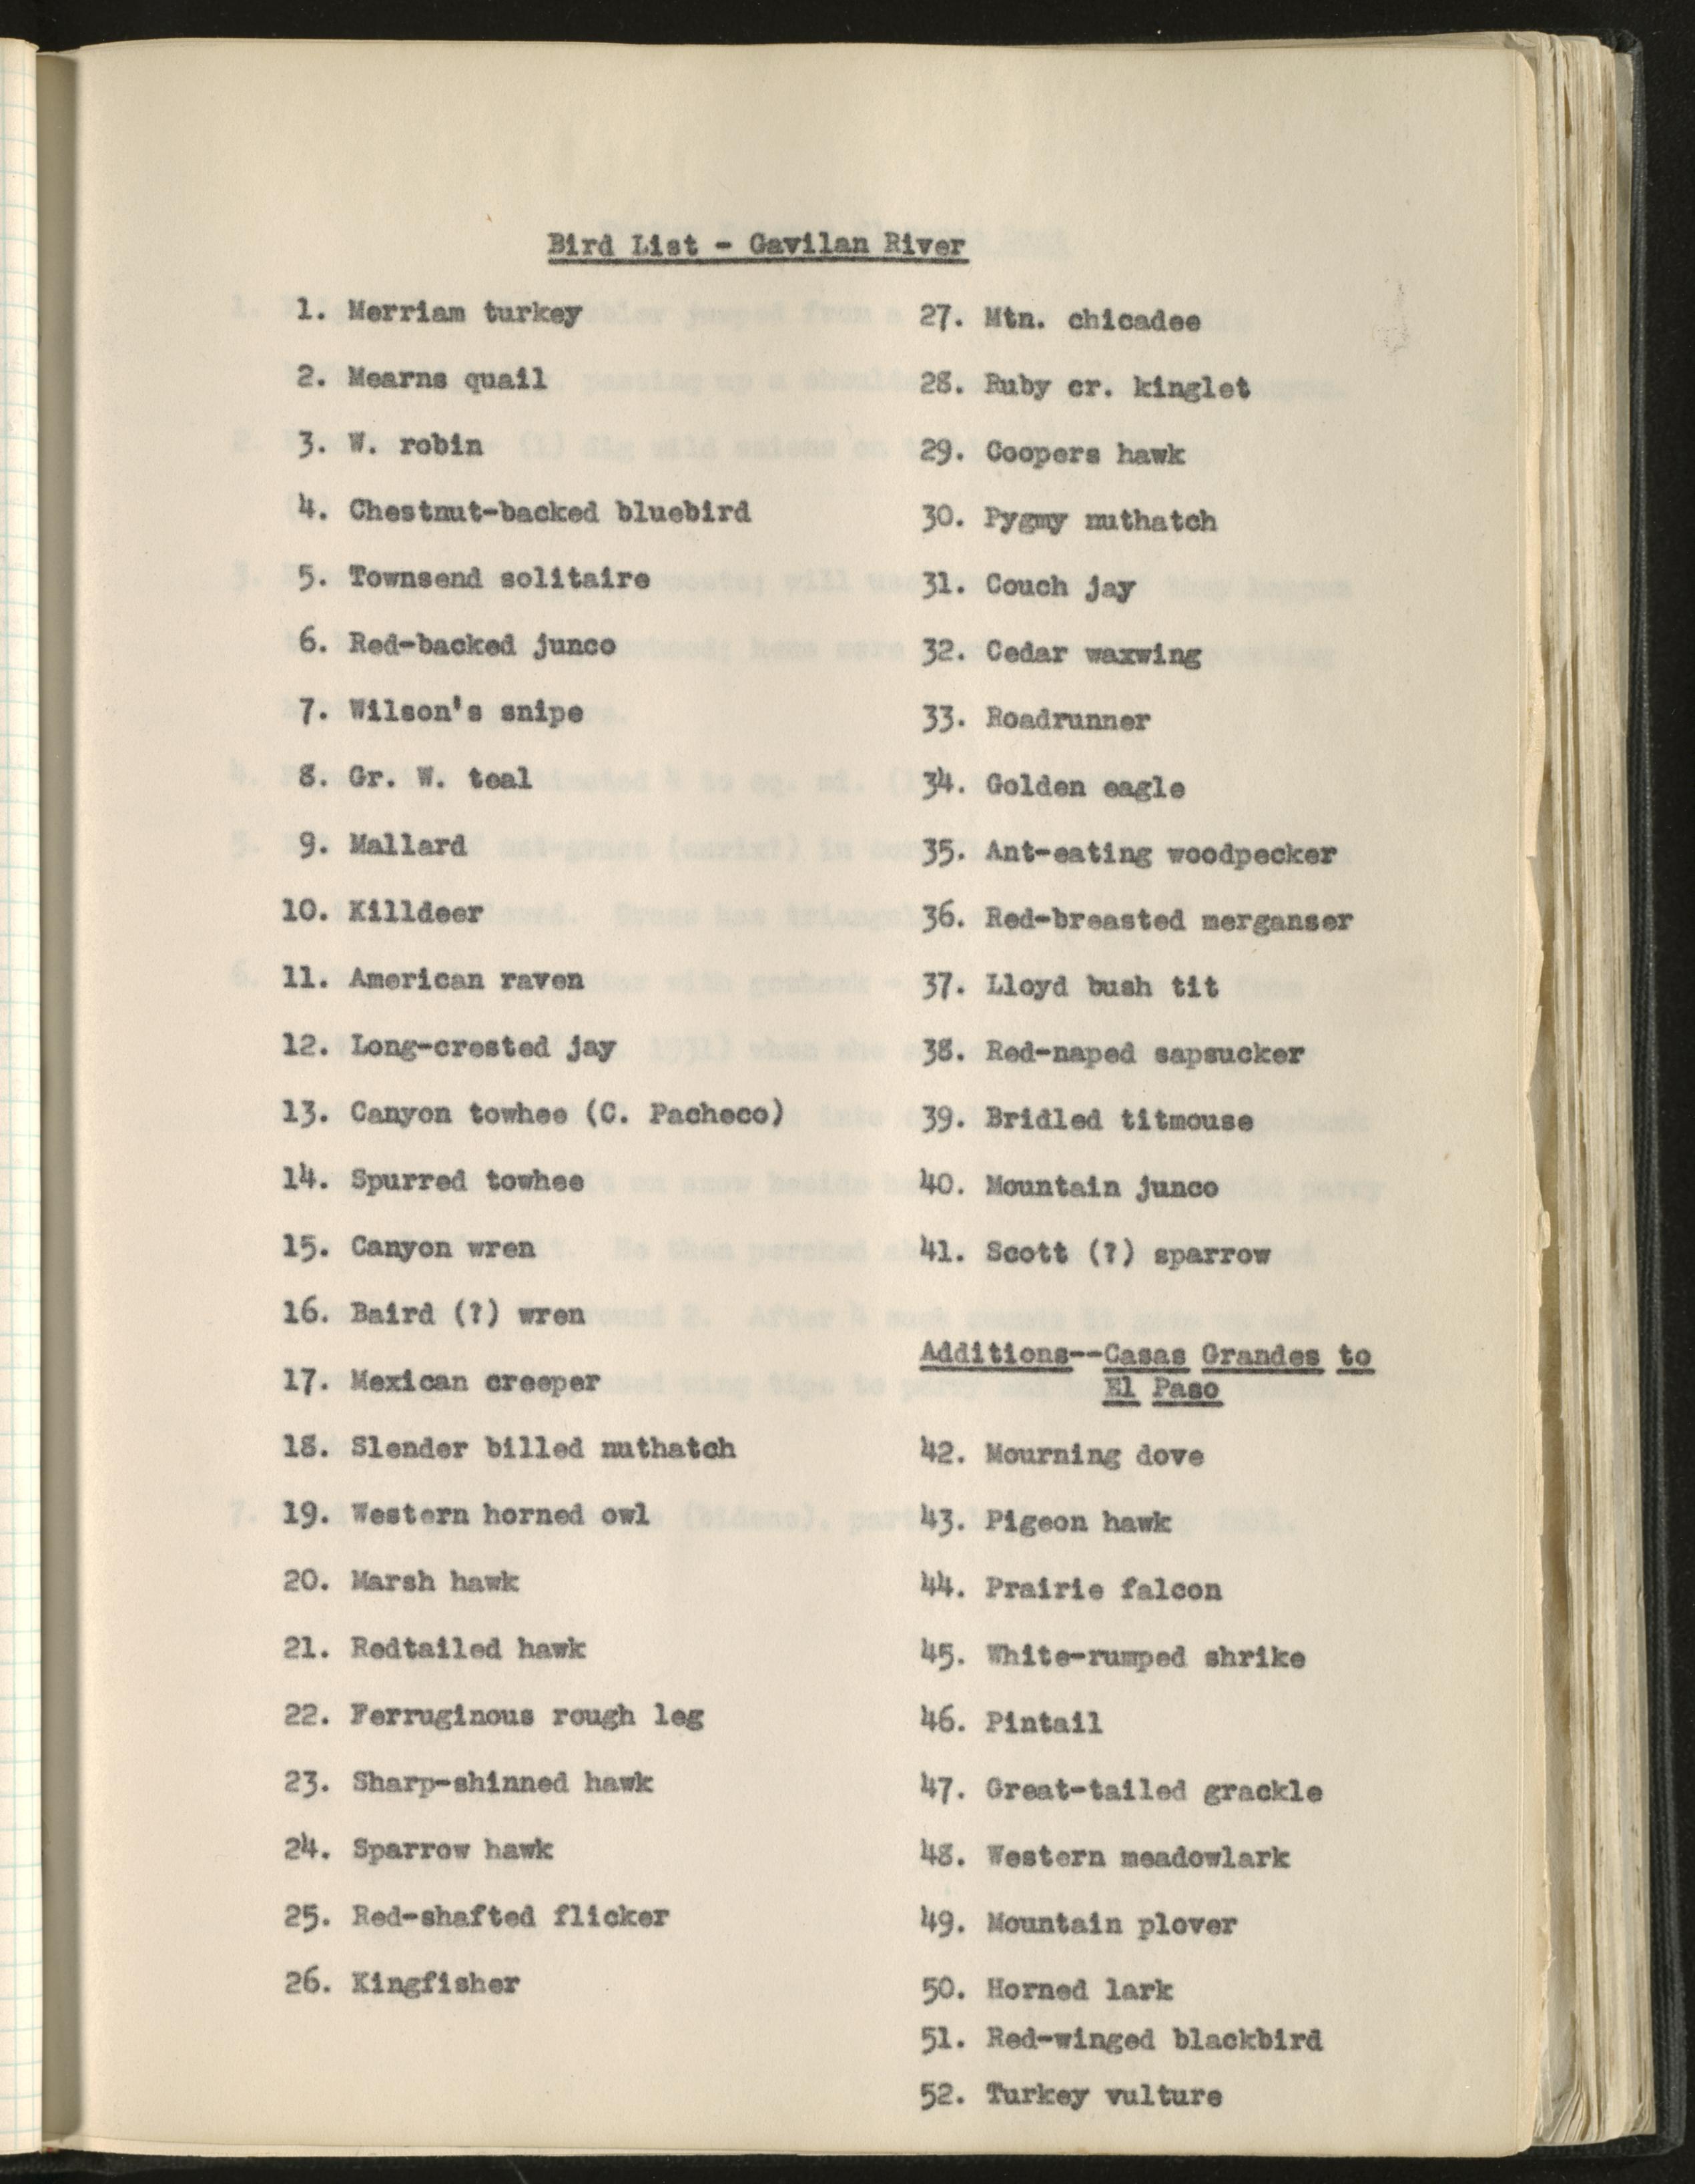 Bird List - Gavilan River
1. Merriam turkey
2. Mearns quail
3. W. robin
4. Chestnut-backed bluebird
5. Townsend solitaire
6. Red-backed junco
7. Wilson's snipe
8. Gr. W. teal
9. Mallard
10. Killdeer
11. American raven
12. Long-crested jay
13. Canyon towhee (C. Pacheco)
14. Spurred towhee
15. Canyon wren
16. Baird (?) wren
17. Mexican creeper
18. Slender billed nuthatch
19. Western horned owl
20. Marsh hawk
21. Redtailed hawk
22. Ferruginous rough leg
23. Sharp-shinned hawk
24. Sparrow hawk
25. Red-shafted flicker
26. Kingfisher
27. Mtn. chicadee
28. Ruby cr. kinglet
29. Coopers hawk
30. Pygmy nuthatch
31. Couch jay
32. Cedar waxwing
33. Roadrunner
34. Golden eagle
35. Ant-eating woodpecker
36. Red-breasted merganser
37. Lloyd bush tit
38. Red-naped sapsucker
39. Bridled titmouse
40. Mountain junco
41. Scott (?) sparrow
Additions--Casas Grandes to
El Paso
42. Mourning dove
43. Pigeon hawk
44. Prairie falcon
45. White-rumped shrike
46. Pintail
47. Great-tailed grackle
48. Western meadowlark
49. Mountain plover
50. Horned lark
51. Red-winged blackbird
52. Turkey vulture